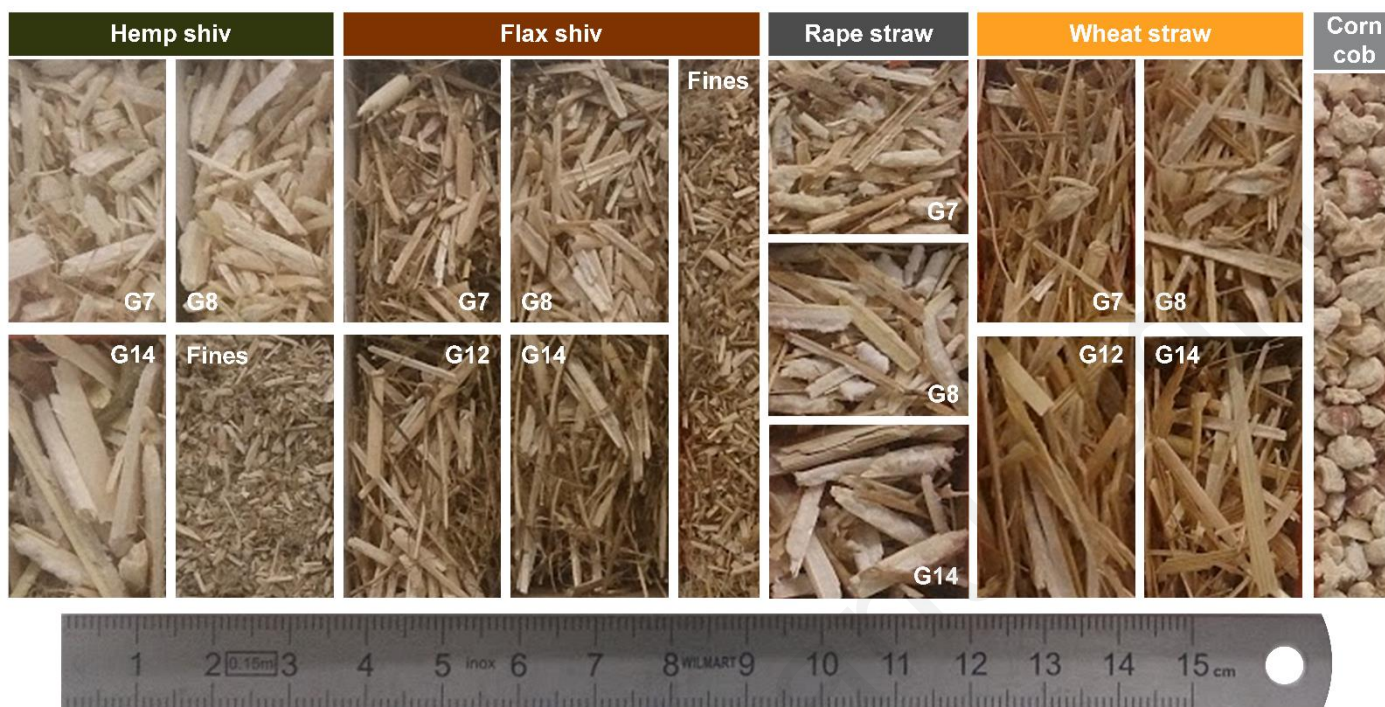 Hemp shiv
Flax shiv
Rape straw
Wheat straw
Corn
cob
G7
G8
G7
G8
Fines
G7
G7
G8
G8
G14
Fines
G12
G14
G14
G12
G14
1 2 0.15m 3 4 5 inox 6 7 8 WILMART 9 10 11 12 13 14 15 cm